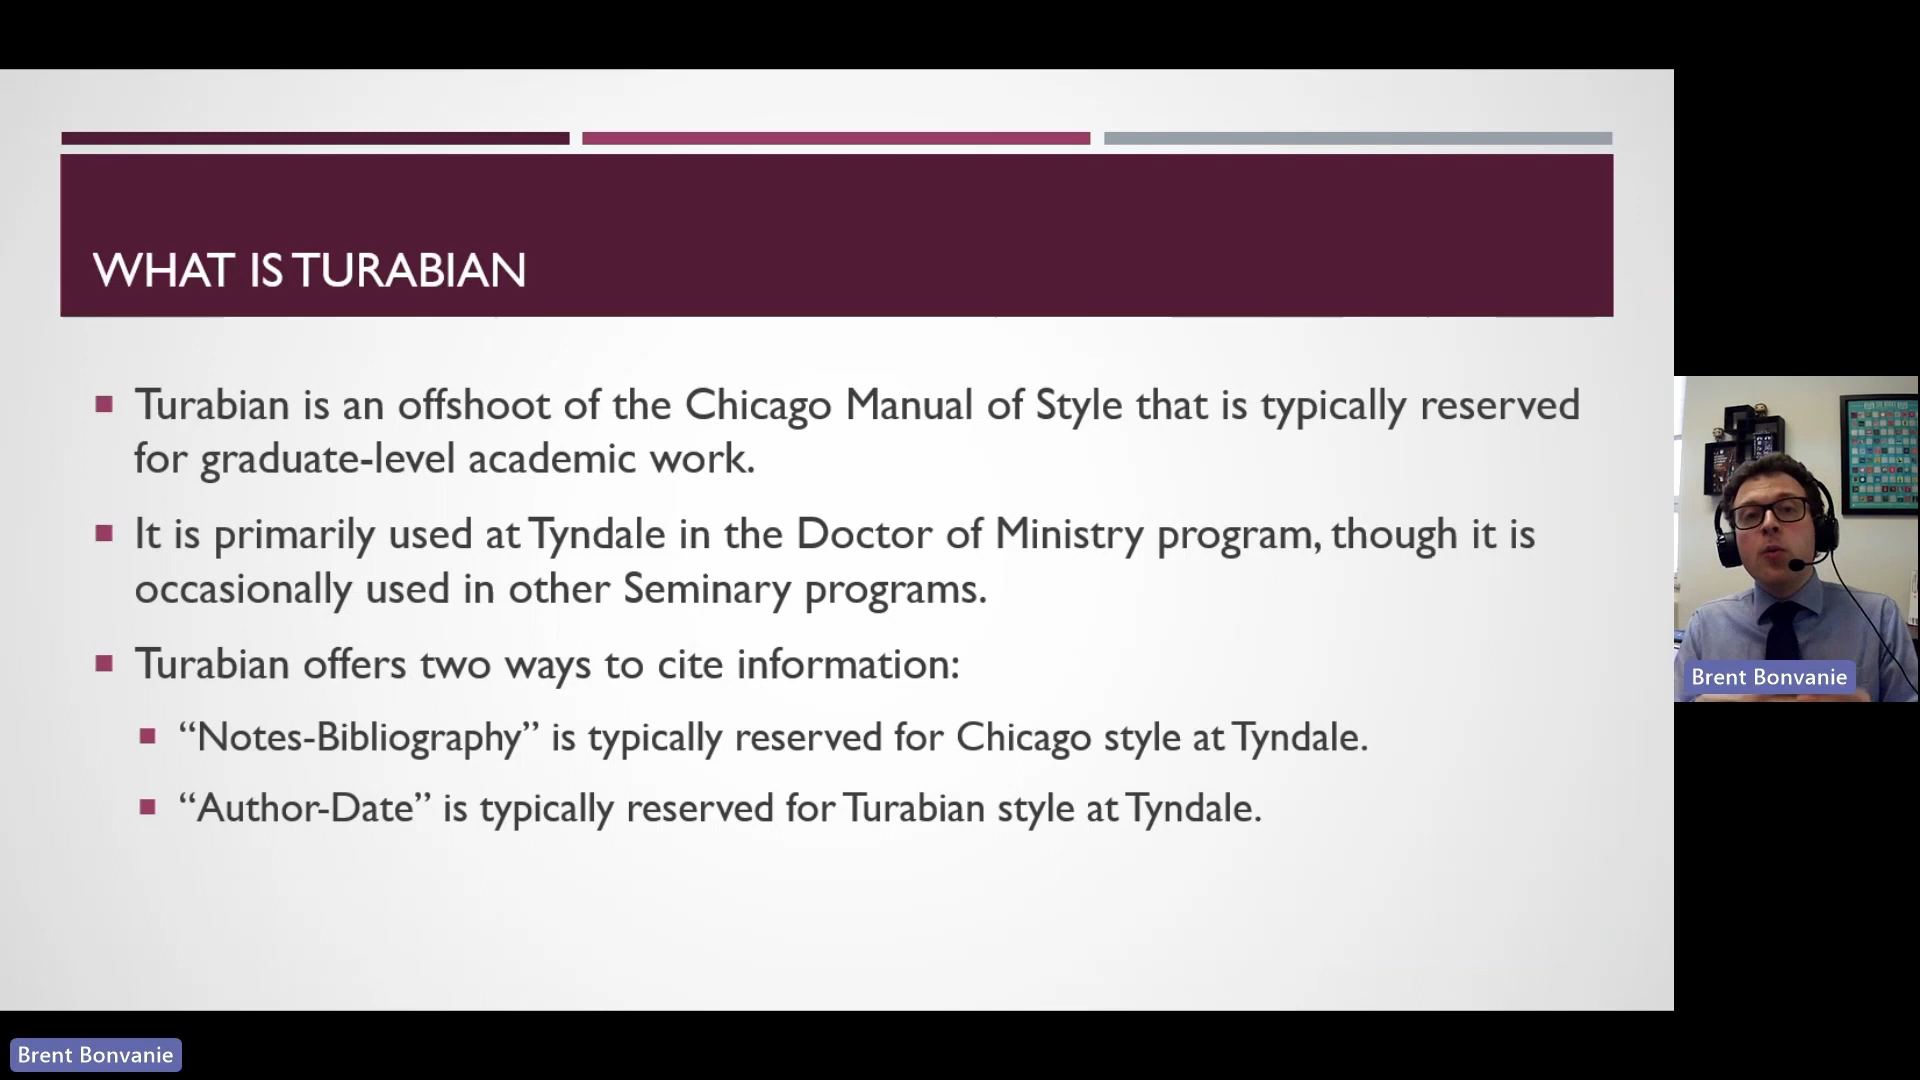 WHAT IS TURABIAN
Turabian is an offshoot of the Chicago Manual of Style that is typically reserved
for graduate-level academic work.
It is primarily used at Tyndale in the Doctor of Ministry program, though it is
occasionally used in other Seminary programs.
Turabian offers two ways to cite information:
“Notes-Bibliography” is typically reserved for Chicago style at Tyndale.
“Author-Date” is typically reserved for Turabian style at Tyndale.
Brent Bonvanie
Brent Bonvanie